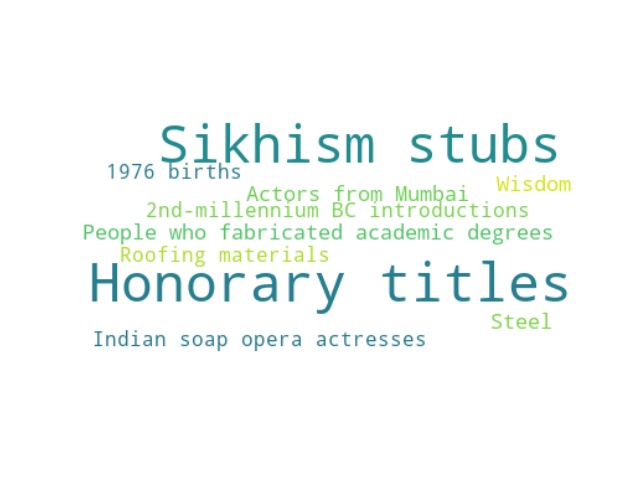 Sikhism stubs
1976 births
Wisdom
Actors from Mumbai
2nd-millennium BC introductions
People who fabricated academic degrees
Roofing materials
Honorary titles
Steel
Indian soap opera actresses